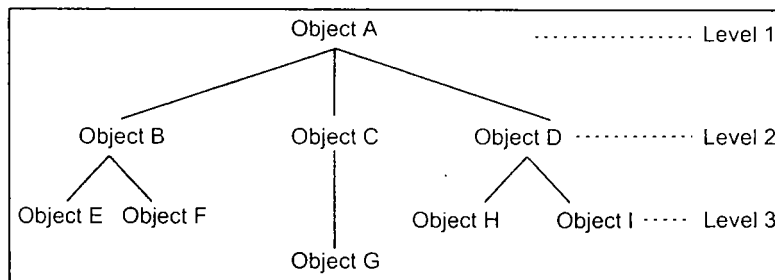 Object A Level 1
Object B Object C Object D Level 2
Object E Object F Object H Object I Level 3
Object G